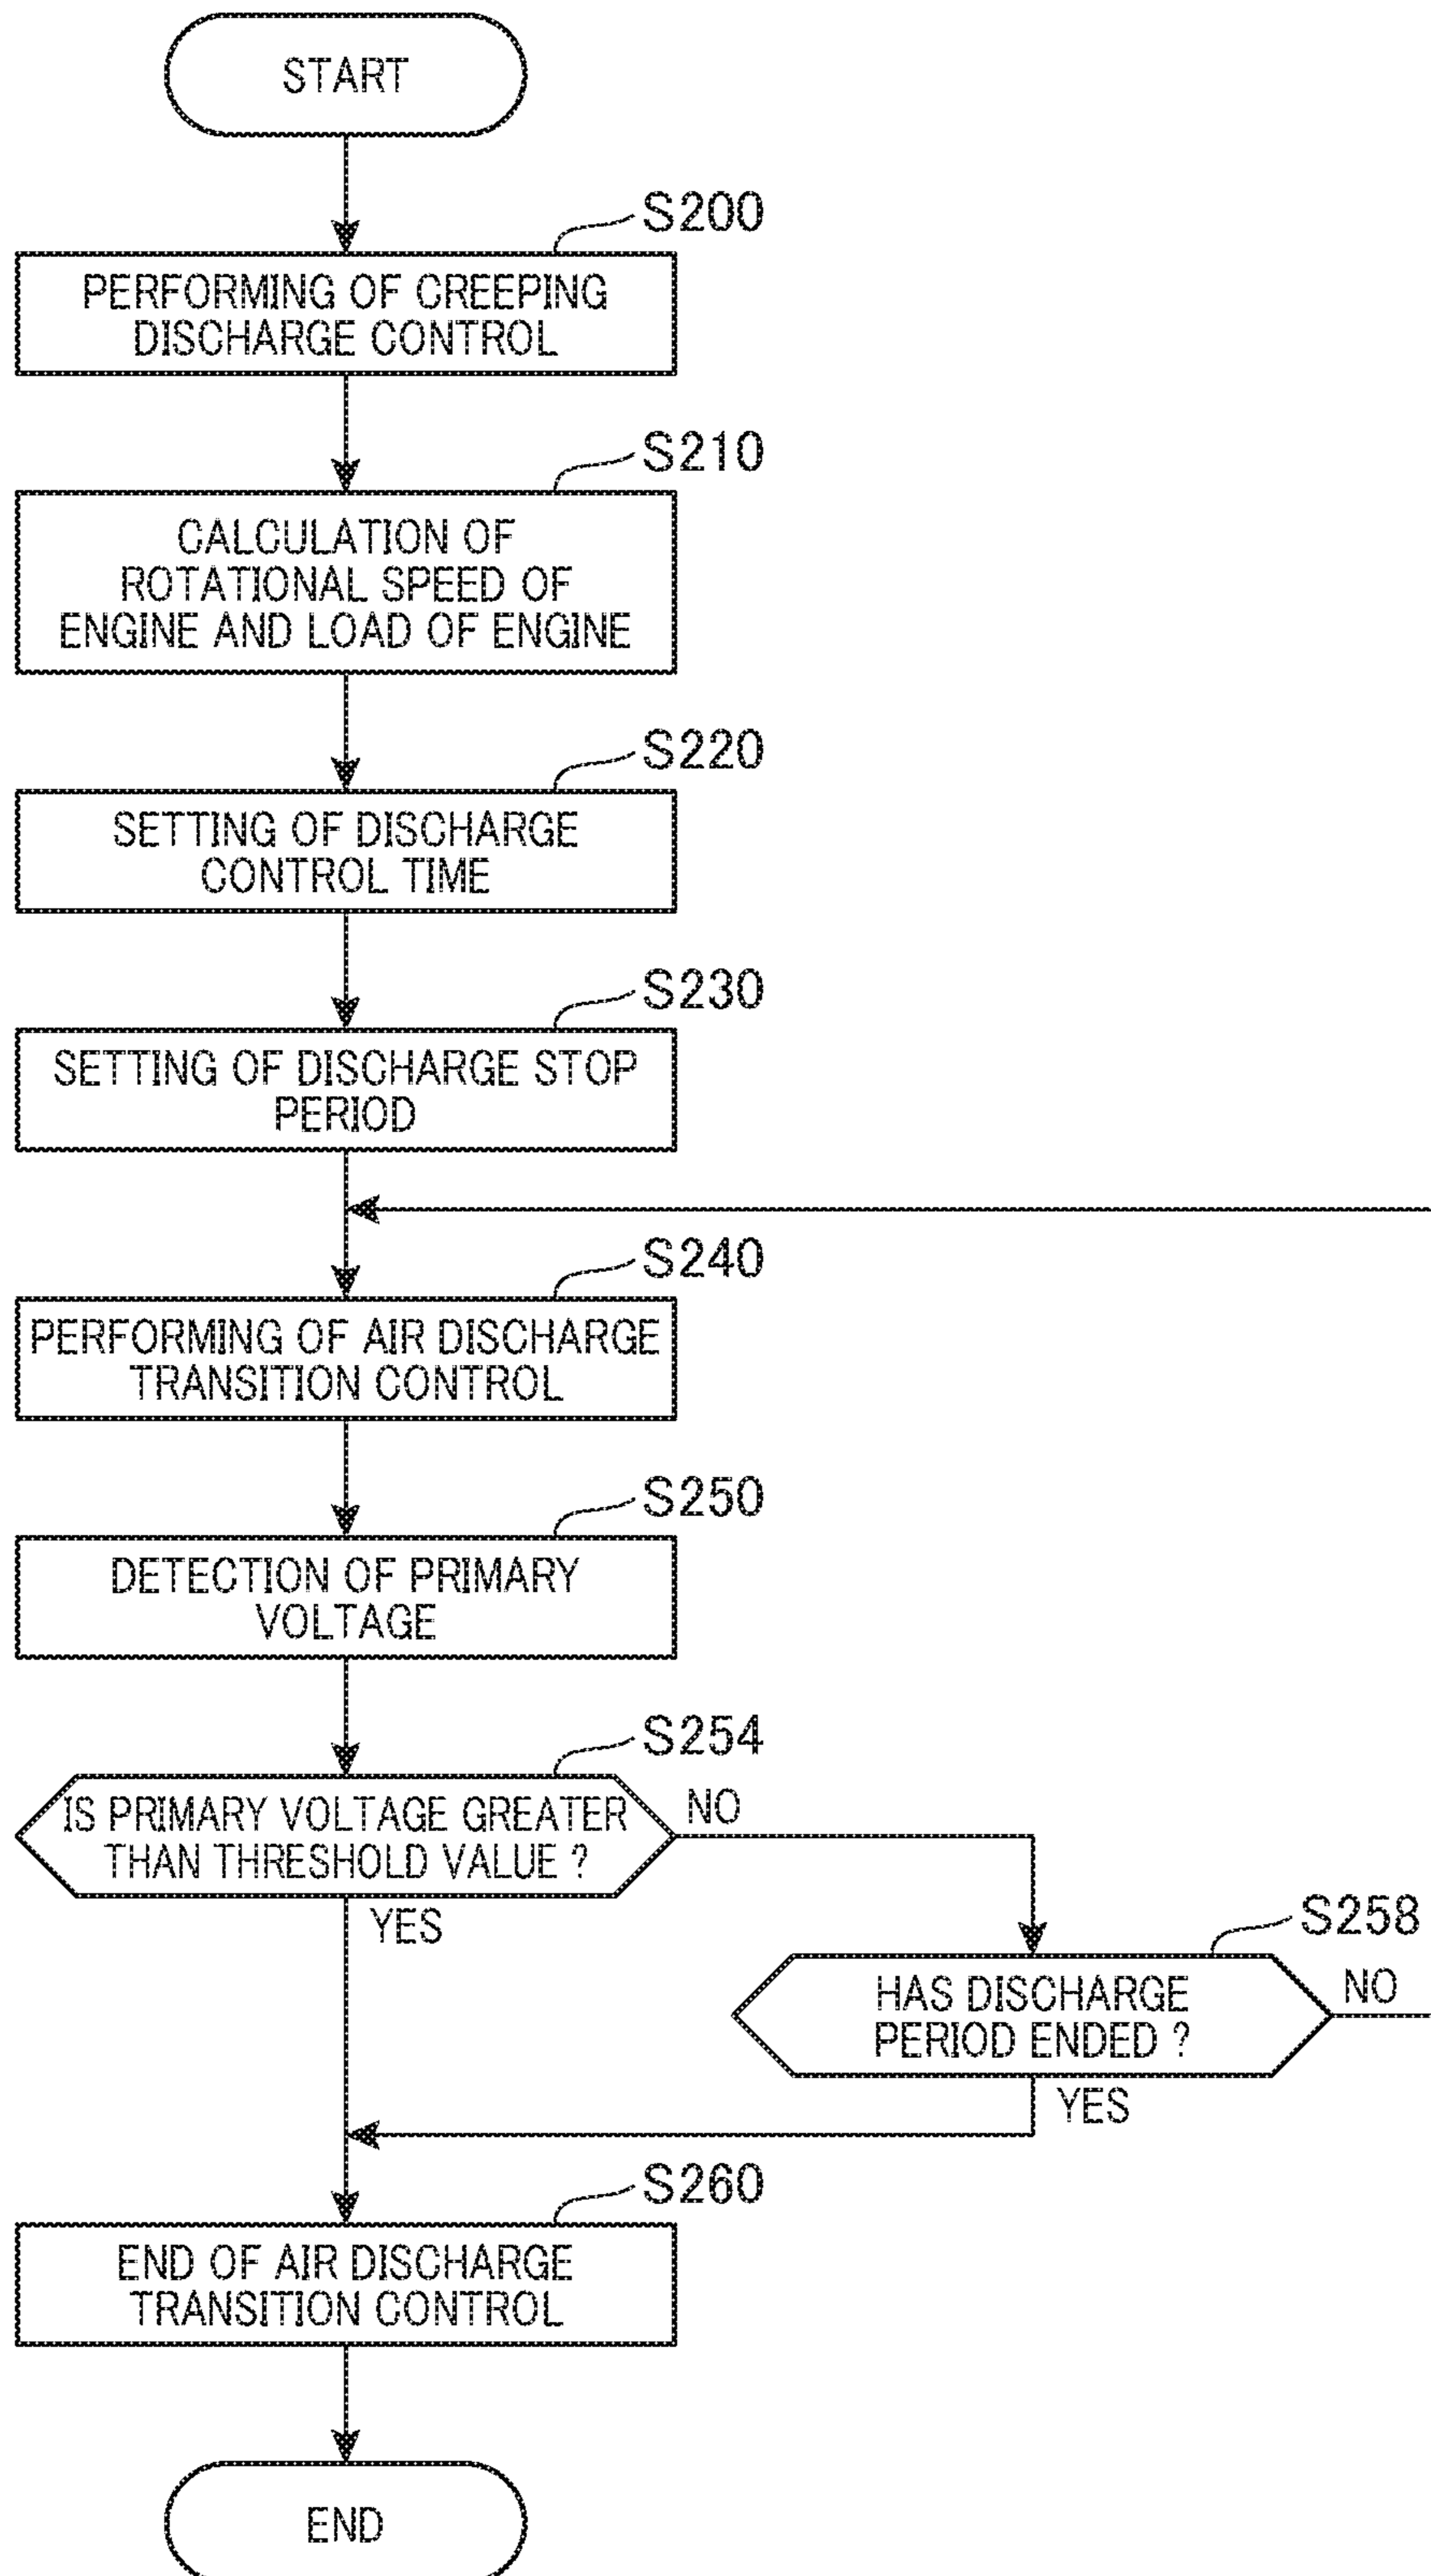 START
S200
PERFORMING OF CREEPING
DISCHARGE CONTROL
S210
CALCULATION OF
ROTATIONAL SPEED OF
ENGINE AND LOAD OF ENGINE
S220
SETTING OF DISCHARGE
CONTROL TIME
S230
SETTING OF DISCHARGE STOP
PERIOD
S240
PERFORMING OF AIR DISCHARGE
TRANSITION CONTROL
S250
DETECTION OF PRIMARY
VOLTAGE
S254
IS PRIMARY VOLTAGE GREATER
THAN THRESHOLD VALUE ?
NO
YES
S258
HAS DISCHARGE
PERIOD ENDED ?
NO
YES
S260
END OF AIR DISCHARGE
TRANSITION CONTROL
END